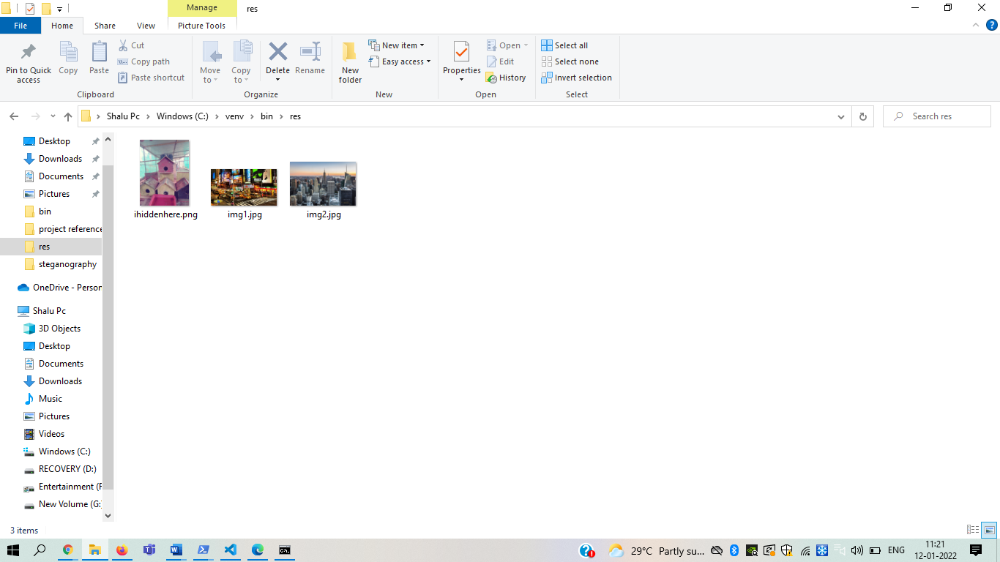 Manage
res
File
Home
Share
View
Picture Tools
Pin to Quick access
Copy
Paste
Cut
Copy path
Paste shortcut
Clipboard
Move to
Copy to
Delete
Rename
Organize
New folder
New item
Easy access
New
Properties
Open
Edit
History
Open
Select all
Select none
Invert selection
Select
Shalu Pc > Windows (C:) > venv > bin > res
Search res
Desktop
Downloads
Documents
Pictures
bin
project reference
res
steganography
OneDrive - Person
Shalu Pc
3D Objects
Desktop
Documents
Downloads
Music
Pictures
Videos
Windows (C:)
RECOVERY (D:)
Entertainment (F
New Volume (G:
ihiddenhere.png
img1.jpg
img2.jpg
3 items
29°C Partly su...
ENG
11:21
12-01-2022